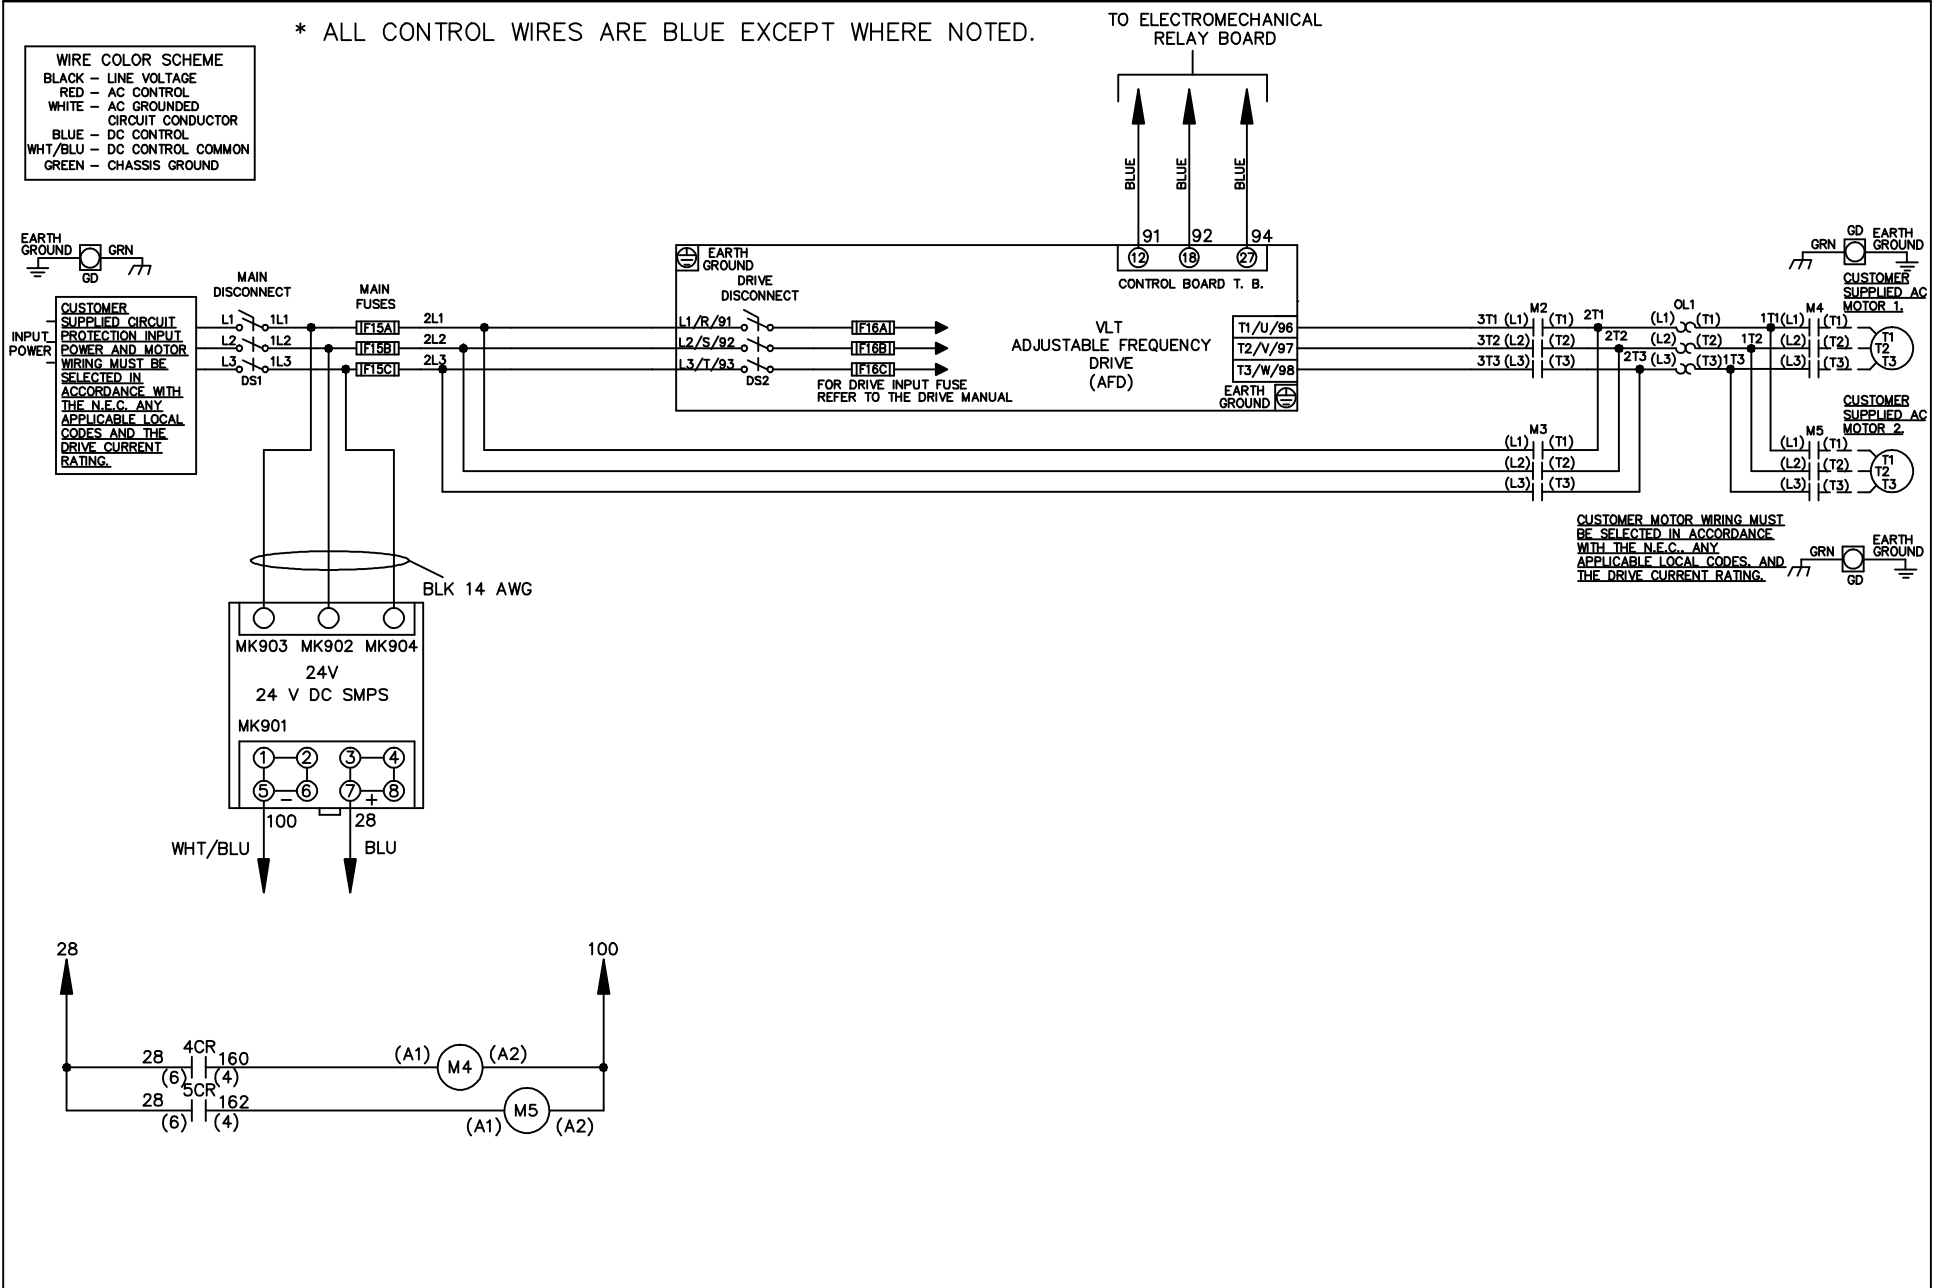 * ALL CONTROL WIRES ARE BLUE EXCEPT WHERE NOTED.
TO ELECTROMECHANICAL
RELAY BOARD
WIRE COLOR SCHEME
BLACK – LINE VOLTAGE
RED – AC CONTROL
WHITE – AC GROUNDED
CIRCUIT CONDUCTOR
BLUE – DC CONTROL
WHT/BLU – DC CONTROL COMMON
GREEN – CHASSIS GROUND
BLUE
BLUE
BLUE
91 92 94
12 18 27
CONTROL BOARD T. B.
EARTH
GROUND
GRN
GD
INPUT
POWER
CUSTOMER
SUPPLIED CIRCUIT
PROTECTION INPUT
POWER AND MOTOR
WIRING MUST BE
SELECTED IN
ACCORDANCE WITH
THE N.E.C. ANY
APPLICABLE LOCAL
CODES AND THE
DRIVE CURRENT
RATING.
MAIN
DISCONNECT
L1 1L1
L2 1L2
L3 1L3
DS1
MAIN
FUSES
F15A 2L1
F15B 2L2
F15C 2L3
EARTH
GROUND
DRIVE
DISCONNECT
L1/R/91
L2/S/92
L3/T/93
DS2
F16A
F16B
F16C
FOR DRIVE INPUT FUSE
REFER TO THE DRIVE MANUAL
VLT
ADJUSTABLE FREQUENCY
DRIVE
(AFD)
T1/U/96
T2/V/97
T3/W/98
EARTH
GROUND
M2
3T1 (L1) (T1) 2T1
3T2 (L2) (T2) 2T2
3T3 (L3) (T3) 2T3
OL1
(L1) (T1) 1T1
(L2) (T2) 1T2
(L3) (T3) 1T3
M4
(L1) (T1)
(L2) (T2)
(L3) (T3)
GRN
GD
EARTH
GROUND
CUSTOMER
SUPPLIED AC
MOTOR 1.
T1
T2
T3
M3
(L1) (T1)
(L2) (T2)
(L3) (T3)
M5
(L1) (T1)
(L2) (T2)
(L3) (T3)
CUSTOMER
SUPPLIED AC
MOTOR 2.
T1
T2
T3
CUSTOMER MOTOR WIRING MUST
BE SELECTED IN ACCORDANCE
WITH THE N.E.C., ANY
APPLICABLE LOCAL CODES, AND
THE DRIVE CURRENT RATING.
GRN
GD
EARTH
GROUND
BLK 14 AWG
MK903 MK902 MK904
24V
24 V DC SMPS
MK901
1 2 3 4
5 – 6 7 + 8
100 28
WHT/BLU BLU
28 100
28 4CR 160 (A1) M4 (A2)
(6) (4)
28 5CR 162 M5
(6) (4) (A1) (A2)